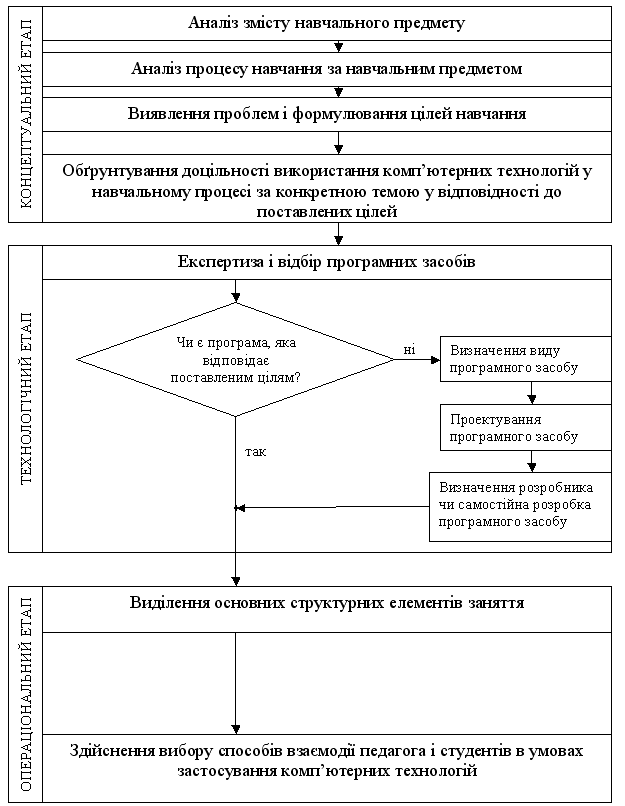 КОНЦЕПТУАЛЬНИЙ ЕТАП
Аналіз змісту навчального предмету
Аналіз процесу навчання за навчальним предметом
Виявлення проблем і формулювання цілей навчання
Обґрунтування доцільності використання комп’ютерних технологій у
навчальному процесі за конкретною темою у відповідності до
поставлених цілей
ТЕХНОЛОГІЧНИЙ ЕТАП
Експертиза і відбір програмних засобів
Чи є програма, яка
відповідає
поставленим цілям?
ні
Визначення виду
програмного засобу
Проектування
програмного засобу
так
Визначення розробника
чи самостійна розробка
програмного засобу
ОПЕРАЦІОНАЛЬНИЙ ЕТАП
Виділення основних структурних елементів заняття
Здійснення вибору способів взаємодії педагога і студентів в умовах
застосування комп’ютерних технологій